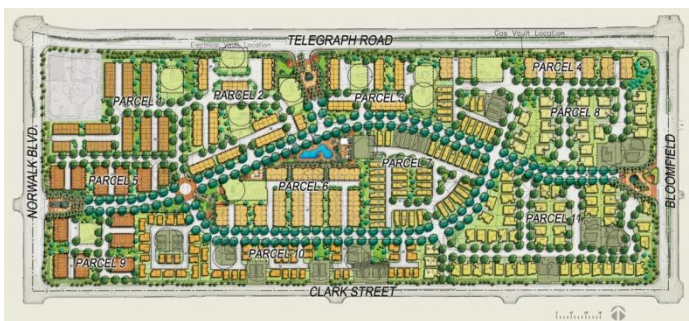 Gas Vault Location
Electrical Vault Location
TELEGRAPH ROAD
PARCEL 4
PARCEL 1
PARCEL 2
PARCEL 3
PARCEL 8
NORWALK BLVD.
BLOOMFIELD
PARCEL 7
PARCEL 5
PARCEL 6
PARCEL 11
PARCEL 10
PARCEL 9
CLARK STREET